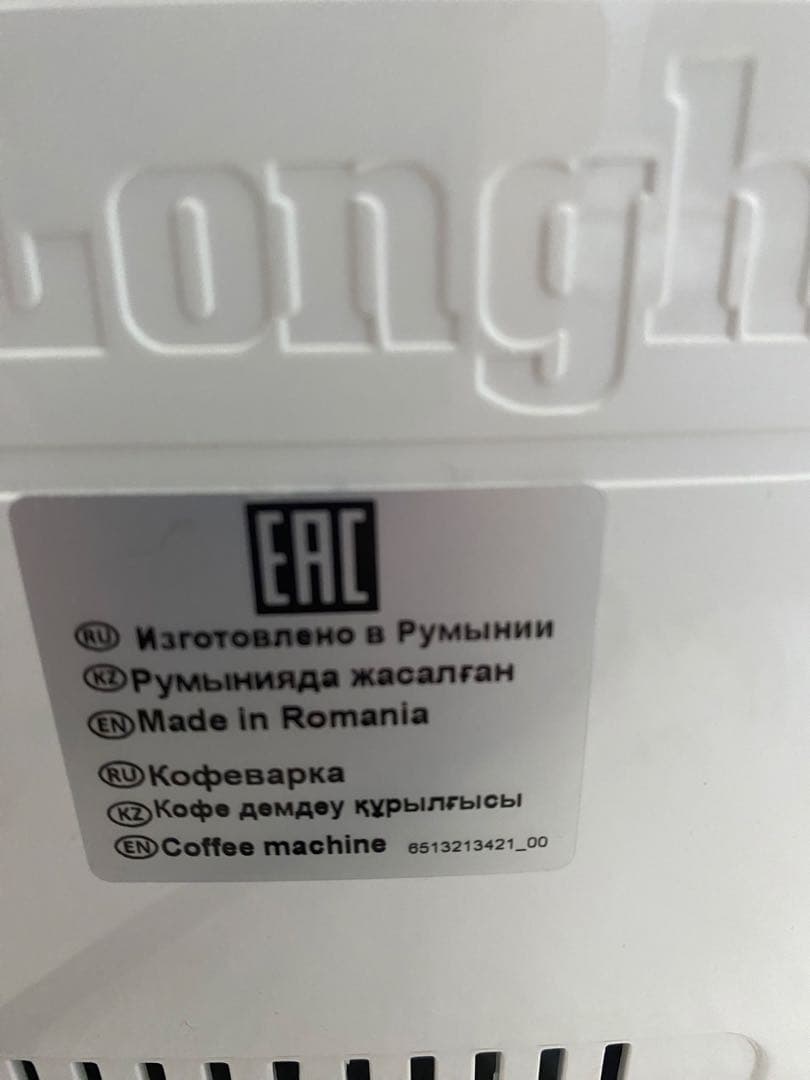 Longh
EAC
RU Изготовлено в Румынии
KZ Румынияда жасалған
EN Made in Romania
RU Кофеварка
KZ Кофе демдеу құрылғысы
EN Coffee machine 6513213421_00